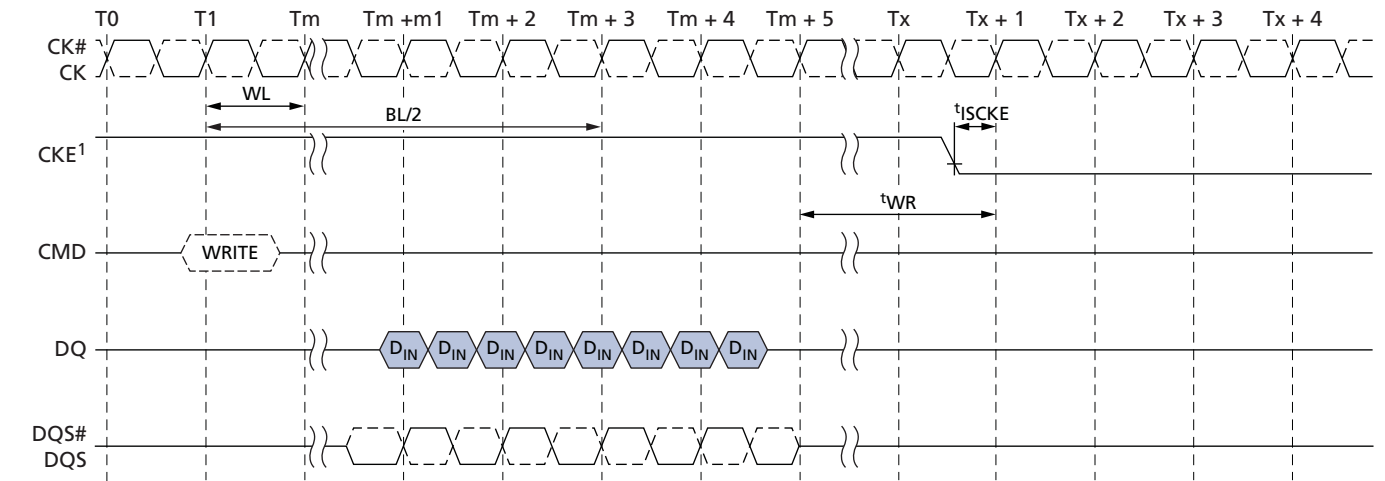 T0 T1 Tm Tm +m1 Tm + 2 Tm + 3 Tm + 4 Tm + 5 Tx Tx + 1 Tx + 2 Tx + 3 Tx + 4
CK#
CK
WL
BL/2
tISCKE
CKE1
tWR
CMD
WRITE
DQ
DIN DIN DIN DIN DIN DIN DIN DIN
DQS#
DQS